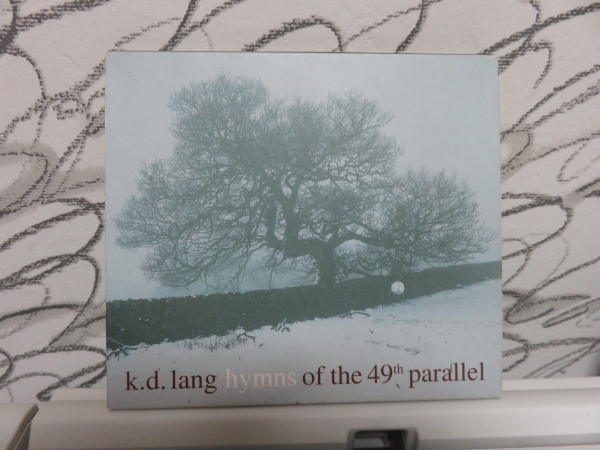 k.d. lang hymns of the 49th parallel